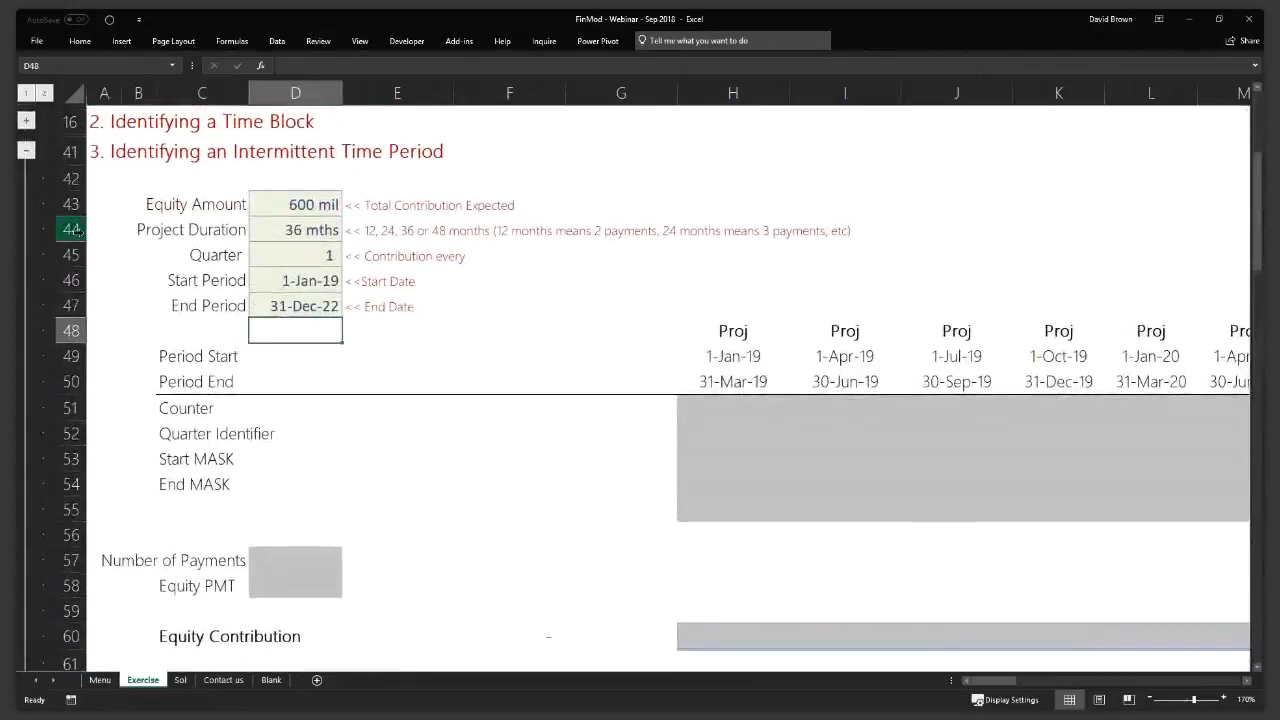 AutoSave Off FinMod - Webinar - Sep 2018 - Excel David Brown
File Home Insert Page Layout Formulas Data Review View Developer Add-ins Help Inquire Power Pivot Tell me what you want to do Share
D48 fx
1 2 A B C D E F G H I J K L M
16 2. Identifying a Time Block
41 3. Identifying an Intermittent Time Period
42
43 Equity Amount 600 mil << Total Contribution Expected
44 Project Duration 36 mths << 12, 24, 36 or 48 months (12 months means 2 payments, 24 months means 3 payments, etc)
45 Quarter 1 << Contribution every
46 Start Period 1-Jan-19 <<Start Date
47 End Period 31-Dec-22 << End Date
48 Proj Proj Proj Proj Proj
49 Period Start 1-Jan-19 1-Apr-19 1-Jul-19 1-Oct-19 1-Jan-20
50 Period End 31-Mar-19 30-Jun-19 30-Sep-19 31-Dec-19 31-Mar-20
51 Counter
52 Quarter Identifier
53 Start MASK
54 End MASK
55
56
57 Number of Payments
58 Equity PMT
59
60 Equity Contribution –
61
Menu Exercise Sol Contact us Blank
Ready Display Settings 170%